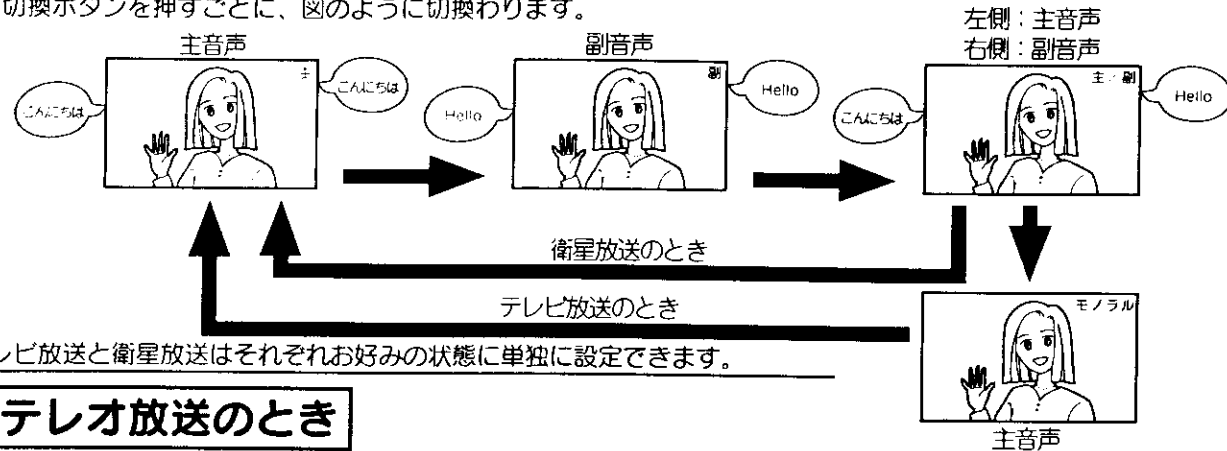 切換ボタンを押すごとに、図のように切換わります。
主音声
主
こんにちは
こんにちは
副音声
副
Hello
Hello
左側：主音声
右側：副音声
主／副
こんにちは
Hello
衛星放送のとき
テレビ放送のとき
モノラル
主音声
レビ放送と衛星放送はそれぞれお好みの状態に単独に設定できます。
テレオ放送のとき